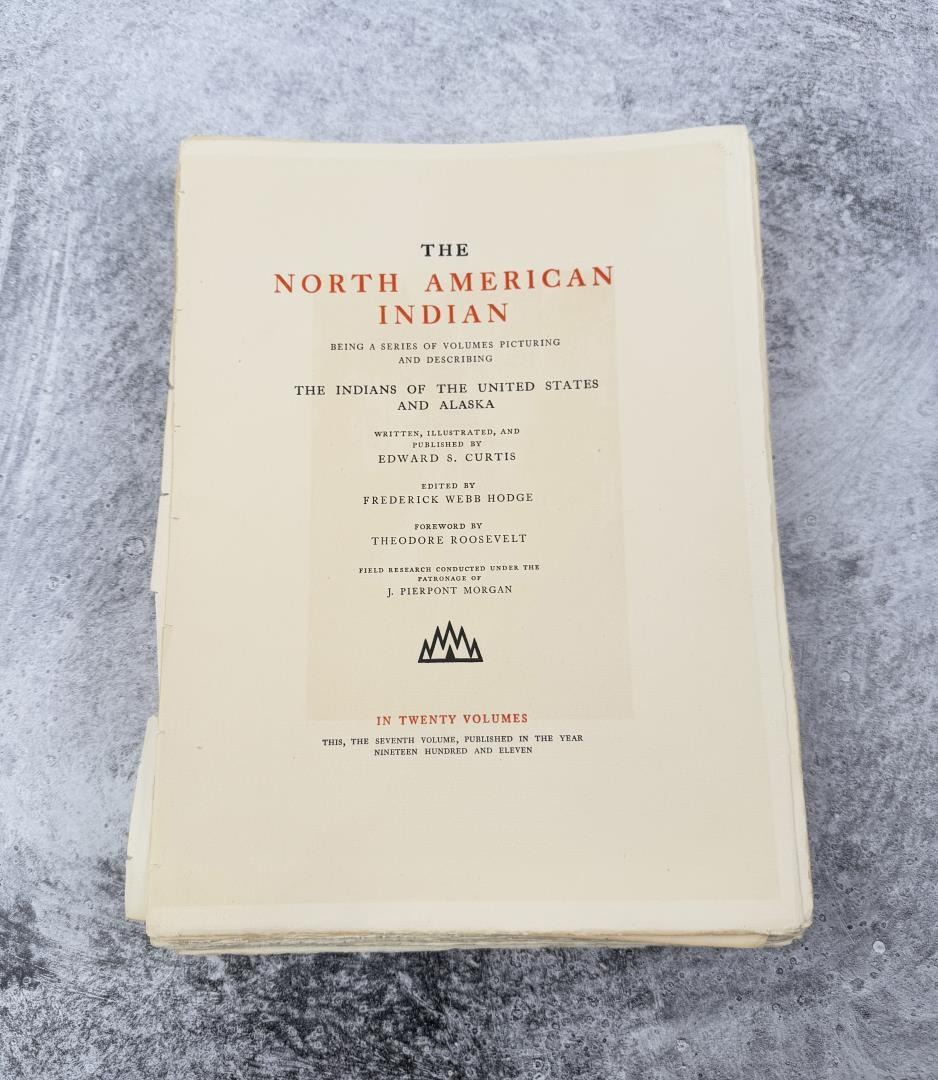 THE
NORTH AMERICAN
INDIAN
BEING A SERIES OF VOLUMES PICTURING
AND DESCRIBING
THE INDIANS OF THE UNITED STATES
AND ALASKA
WRITTEN, ILLUSTRATED, AND
PUBLISHED BY
EDWARD S. CURTIS
EDITED BY
FREDERICK WEBB HODGE
FOREWORD BY
THEODORE ROOSEVELT
FIELD RESEARCH CONDUCTED UNDER THE
PATRONAGE OF
J. PIERPONT MORGAN
IN TWENTY VOLUMES
THIS, THE SEVENTH VOLUME, PUBLISHED IN THE YEAR
NINETEEN HUNDRED AND ELEVEN